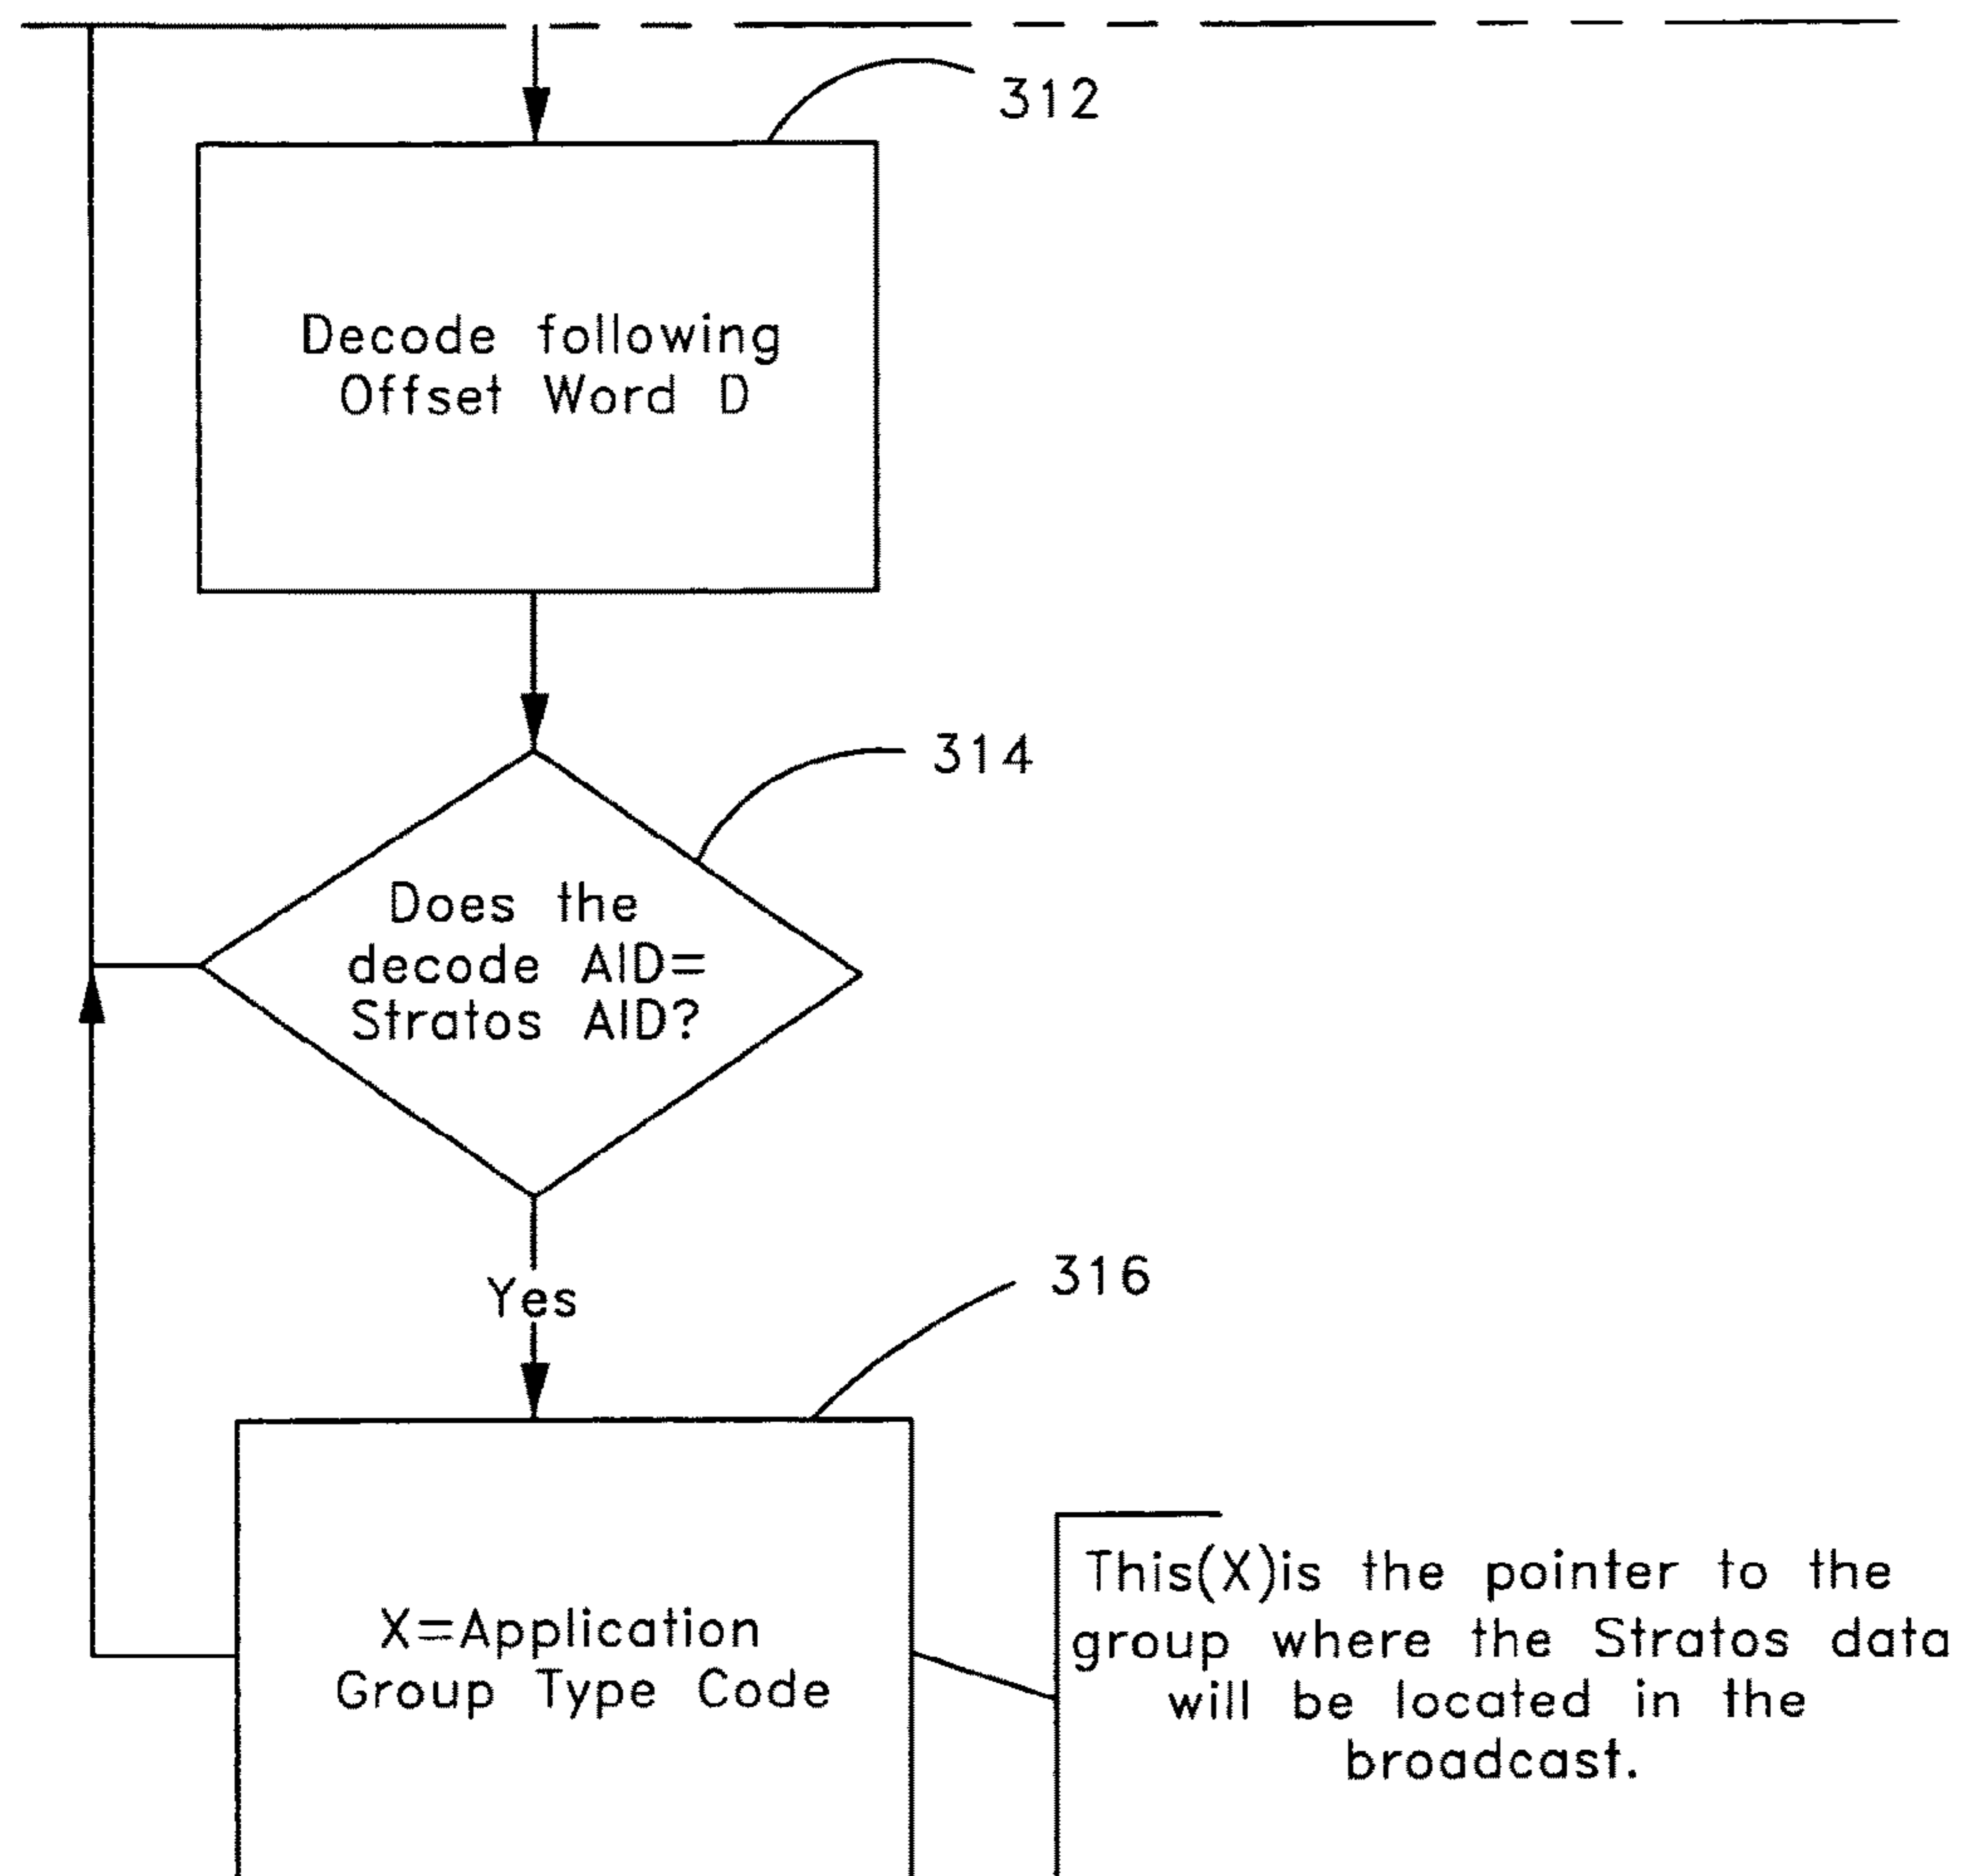 312
Decode following
Offset Word D
314
Does the
decode AID=
Stratos AID?
Yes
316
X=Application
Group Type Code
This(X)is the pointer to the
group where the Stratos data
will be located in the
broadcast.